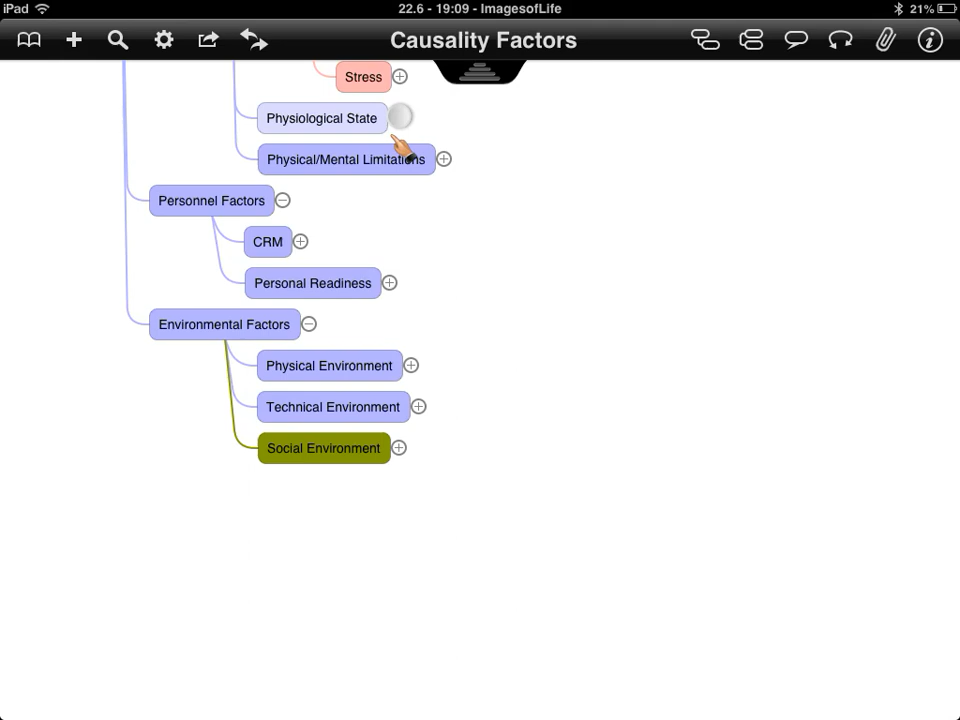 iPad 22.6 - 19:09 - ImagesofLife 21%
Causality Factors
Stress
Physiological State
Physical/Mental Limitations
Personnel Factors
CRM
Personal Readiness
Environmental Factors
Physical Environment
Technical Environment
Social Environment